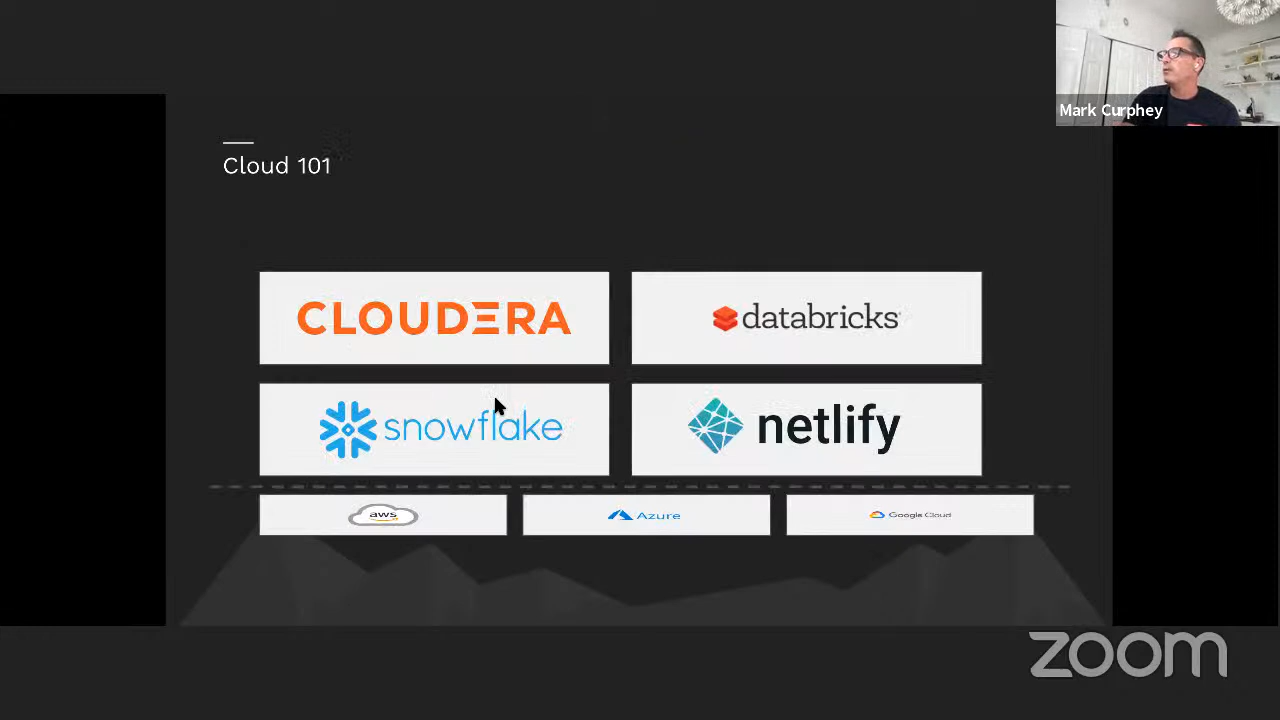 Mark Curphey
Cloud 101
CLOUDERA
databricks
snowflake
netlify
aws
Azure
Google Cloud
zoom